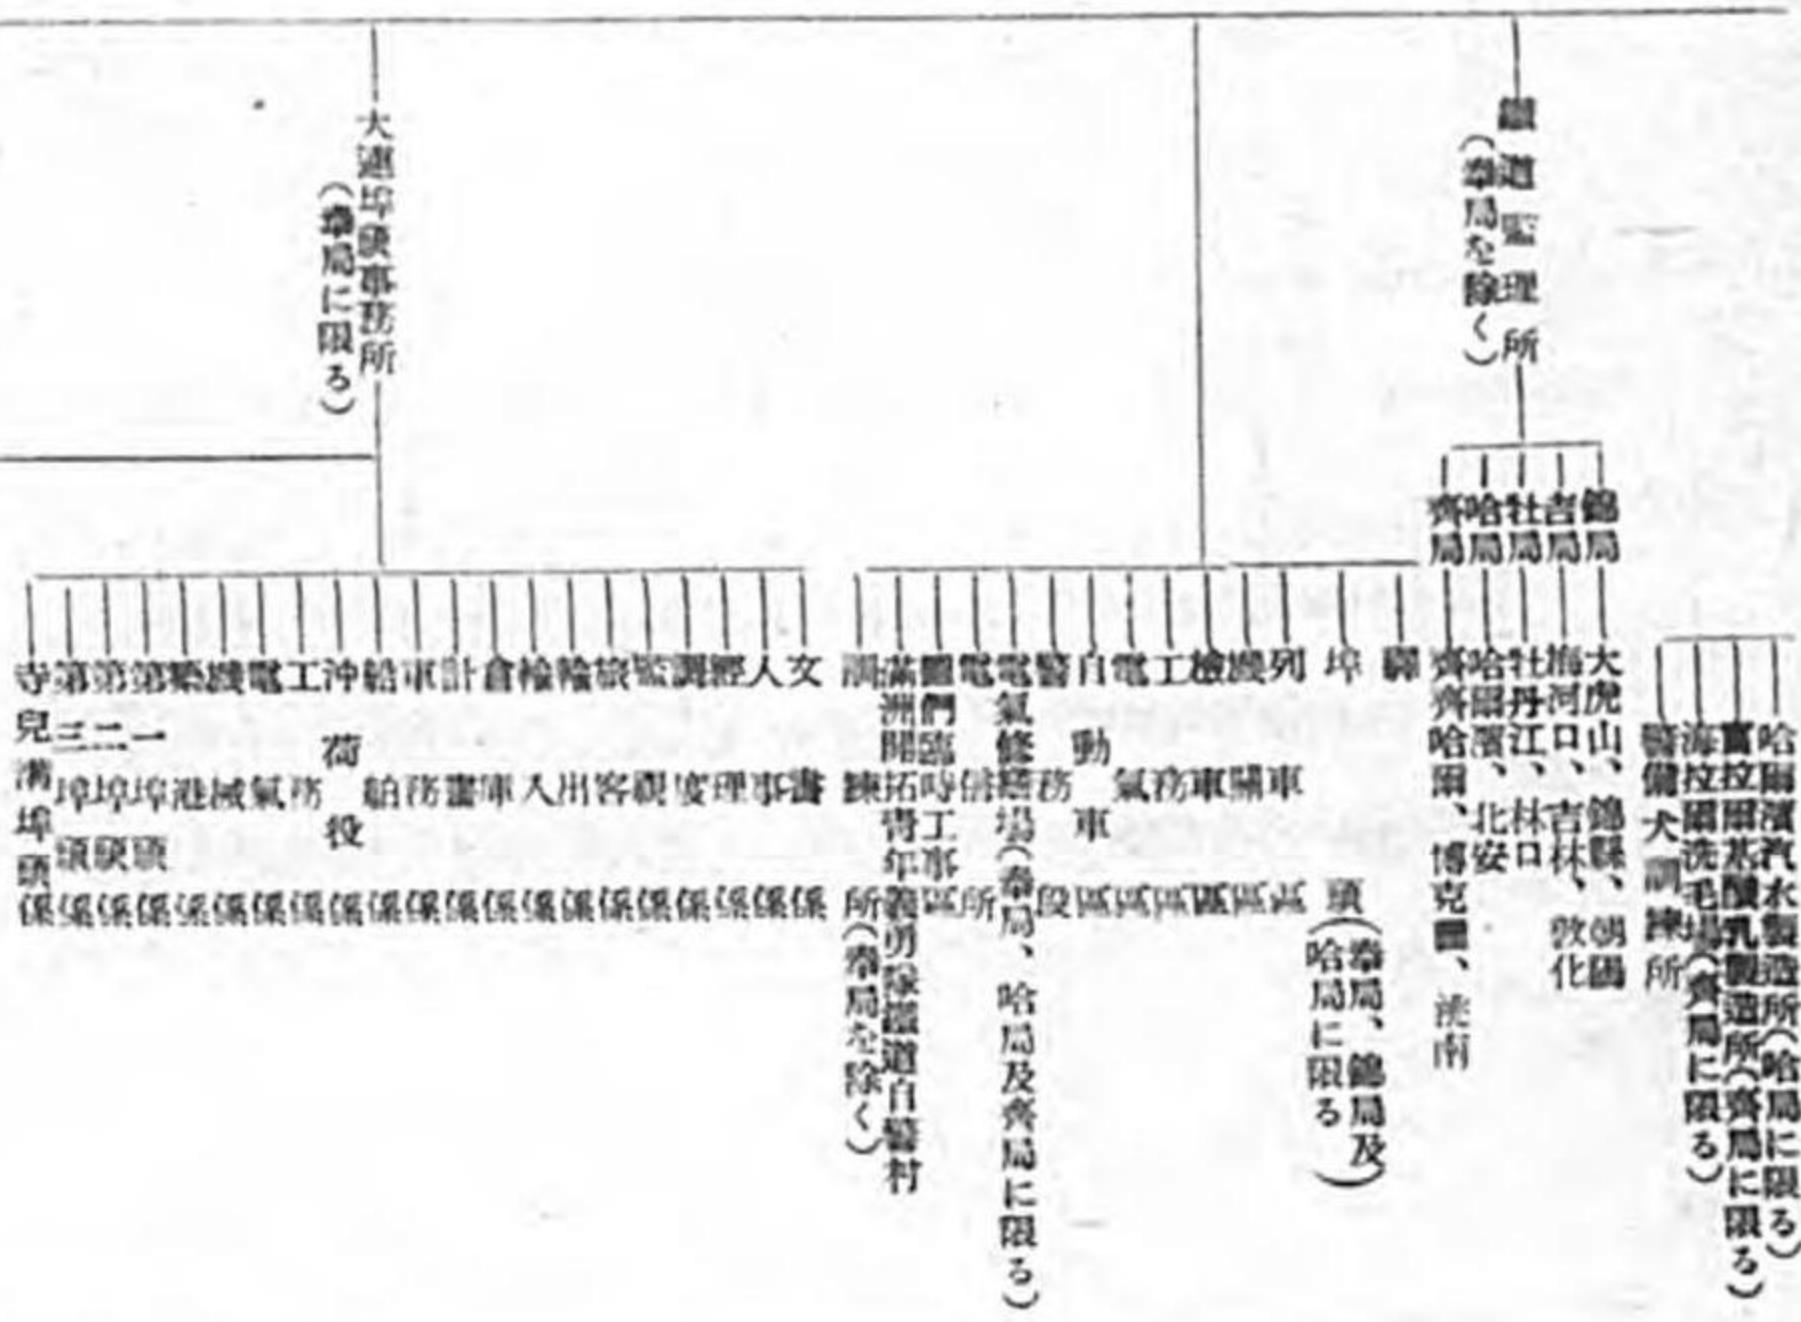 哈爾濱汽水製造所(哈局に限る)
富拉爾基釀乳製造所(齊局に限る)
海拉爾洗毛場(齊局に限る)
警備犬訓練所
鐵道監理所
(奉局を除く)
錦局
大虎山、錦縣、朝陽
吉局
梅河口、吉林、敦化
牡局
牡丹江、林口
哈局
哈爾濱、北安
齊局
齊齊哈爾、博克圖、洮南
驛
埠頭(奉局、錦局及哈局に限る)
列車區
機關區
檢車區
工務區
電氣區
自動車區
警務段
電氣修繕場(奉局、哈局及齊局に限る)
電信所
圖們臨時工事區
滿洲開拓青年義勇隊鐵道自警村
訓練所(奉局を除く)
大連埠頭事務所
(奉局に限る)
文書係
人事係
經理係
調度係
監視係
旅客係
輸出係
輸入係
倉庫係
計畫係
車務係
船舶係
沖荷役係
工務係
電氣係
機械係
築港係
第一埠頭係
第二埠頭係
第三埠頭係
寺兒溝埠頭係